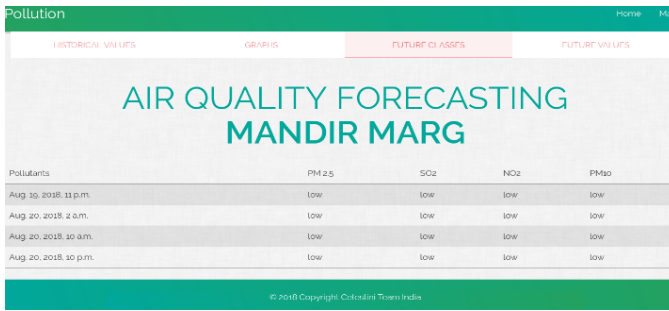 Pollution Home Ma
HISTORICAL VALUES GRAPHS FUTURE CLASSES FUTURE VALUES
AIR QUALITY FORECASTING
MANDIR MARG
Pollutants PM 2.5 SO2 NO2 PM10
Aug. 19, 2018, 11 p.m. low low low low
Aug. 20, 2018, 2 a.m. low low low low
Aug. 20, 2018, 10 a.m. low low low low
Aug. 20, 2018, 10 p.m. low low low low
© 2018 Copyright Celestini Team India